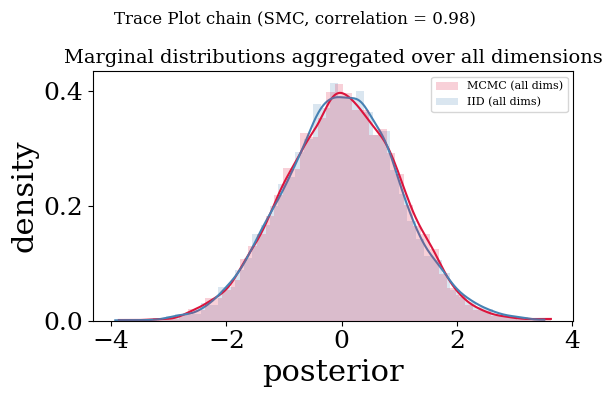 Trace Plot chain (SMC, correlation = 0.98)
Marginal distributions aggregated over all dimensions
MCMC (all dims)
IID (all dims)
density
0.4
0.2
0.0
−4 −2 0 2 4
posterior